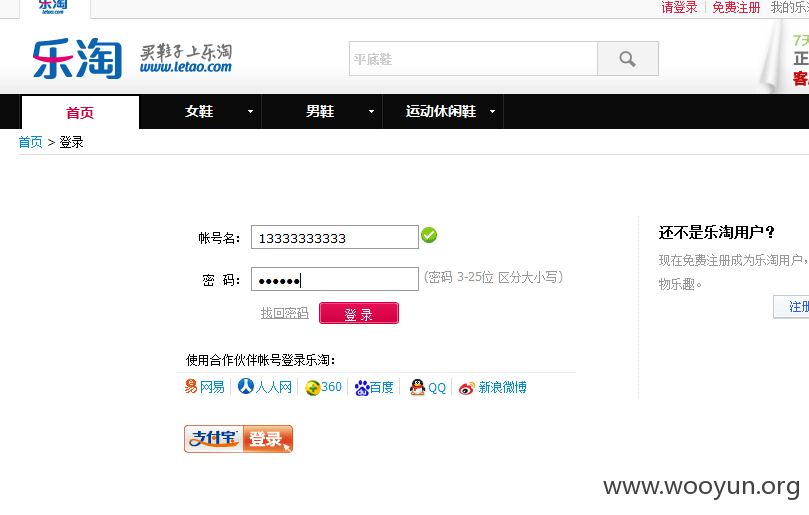 乐淘
letao.com
请登录 免费注册 我的乐
乐淘 买鞋子上乐淘
www.letao.com
平底鞋
7天
正
客
首页 女鞋 男鞋 运动休闲鞋
首页 > 登录
帐号名: 13333333333
密 码: ●●●●●● (密码 3-25位 区分大小写)
找回密码 登 录
还不是乐淘用户?
现在免费注册成为乐淘用户,
物乐趣。
注册
使用合作伙伴帐号登录乐淘:
网易 人人网 360 百度 QQ 新浪微博
支付宝 登录
www.wooyun.org